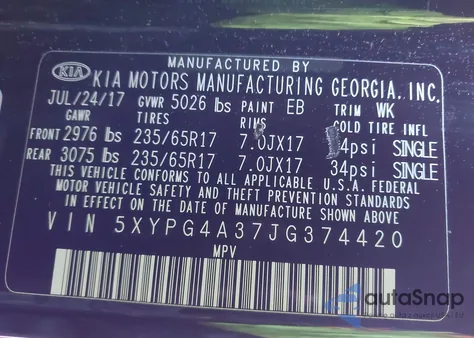 MANUFACTURED BY
KIA KIA MOTORS MANUFACTURING GEORGIA, INC.
JUL/24/17 GVWR 5026 lbs PAINT EB TRIM WK
GAWR TIRES RIMS COLD TIRE INFL
FRONT 2976 lbs 235/65R17 7.0JX17 4psi SINGLE
REAR 3075 lbs 235/65R17 7.0JX17 34psi SINGLE
THIS VEHICLE CONFORMS TO ALL APPLICABLE U.S.A. FEDERAL
MOTOR VEHICLE SAFETY AND THEFT PREVENTION STANDARDS
IN EFFECT ON THE DATE OF MANUFACTURE SHOWN ABOVE.
VIN 5XYPG4A37JG374420
MPV
autoSnap